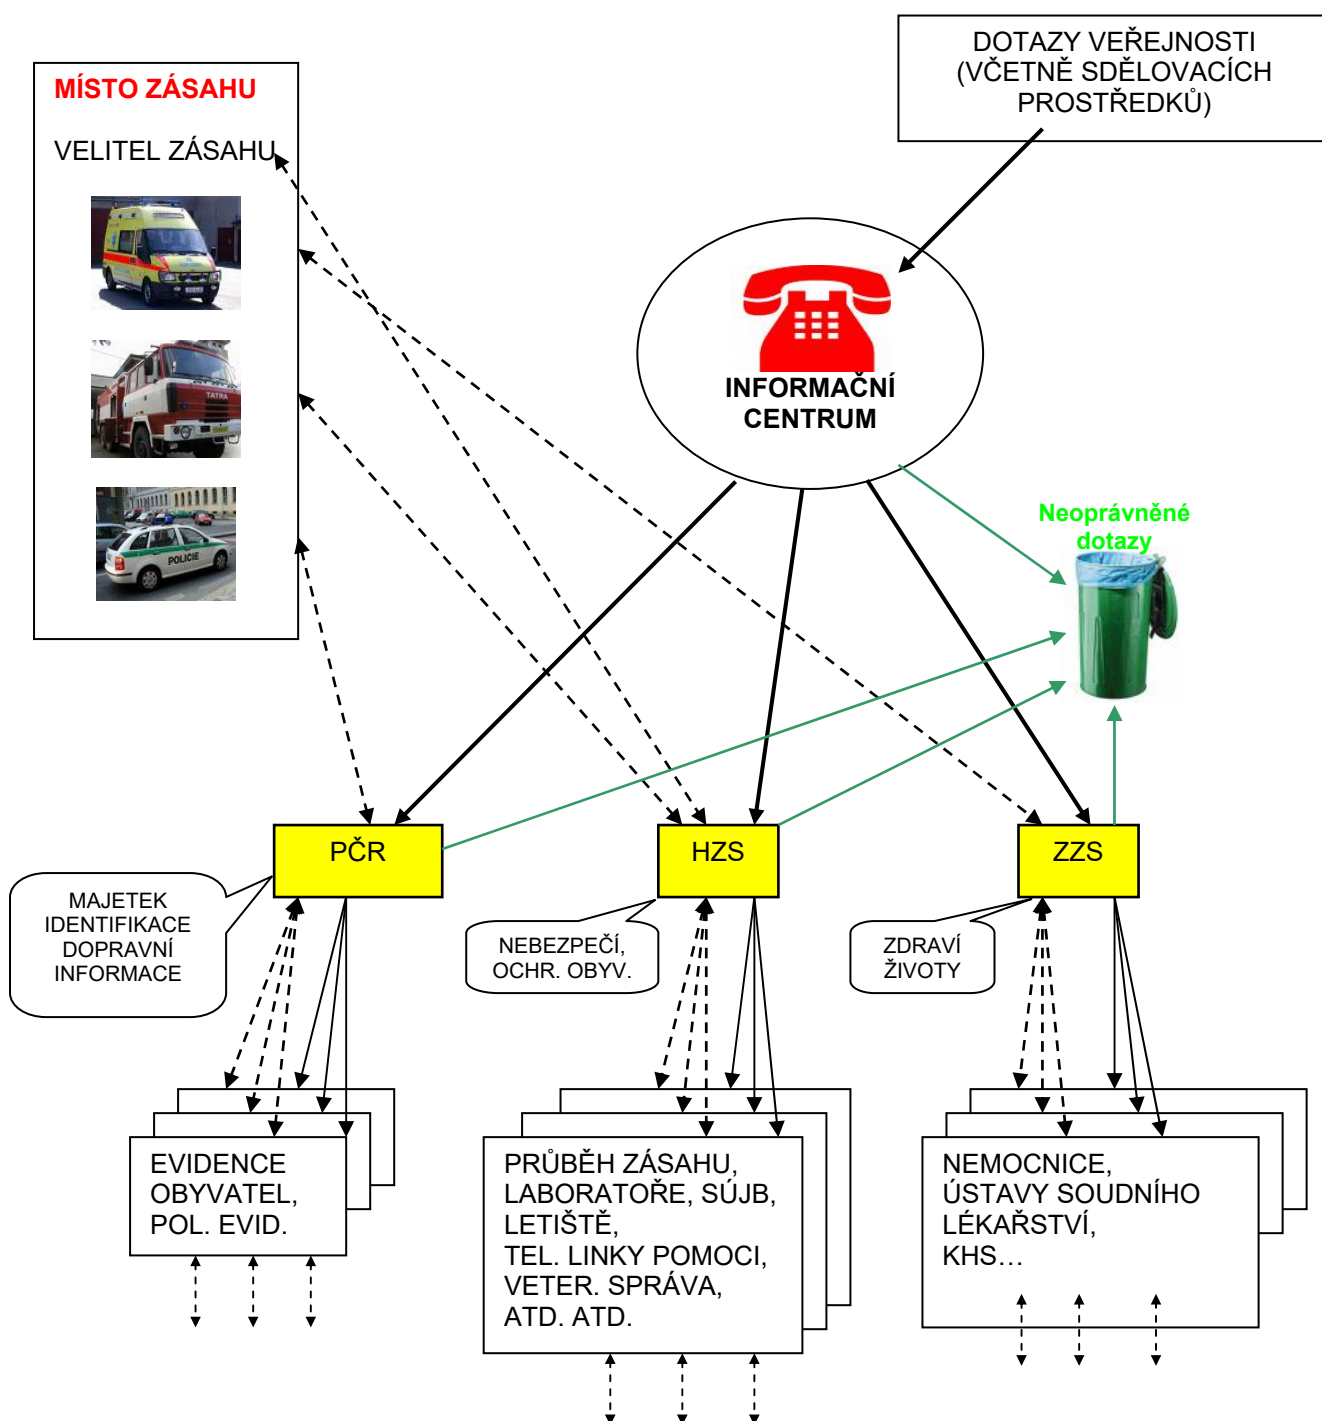 DOTAZY VEŘEJNOSTI
(VČETNĚ SDĚLOVACÍCH
PROSTŘEDKŮ)
MÍSTO ZÁSAHU
VELITEL ZÁSAHU
TATRA
POLICIE
INFORMAČNÍ
CENTRUM
Neoprávněné
dotazy
PČR
HZS
ZZS
MAJETEK
IDENTIFIKACE
DOPRAVNÍ
INFORMACE
NEBEZPEČÍ,
OCHR. OBYV.
ZDRAVÍ
ŽIVOTY
EVIDENCE
OBYVATEL,
POL. EVID.
PRŮBĚH ZÁSAHU,
LABORATOŘE, SÚJB,
LETIŠTĚ,
TEL. LINKY POMOCI,
VETER. SPRÁVA,
ATD. ATD.
NEMOCNICE,
ÚSTAVY SOUDNÍHO
LÉKAŘSTVÍ,
KHS…